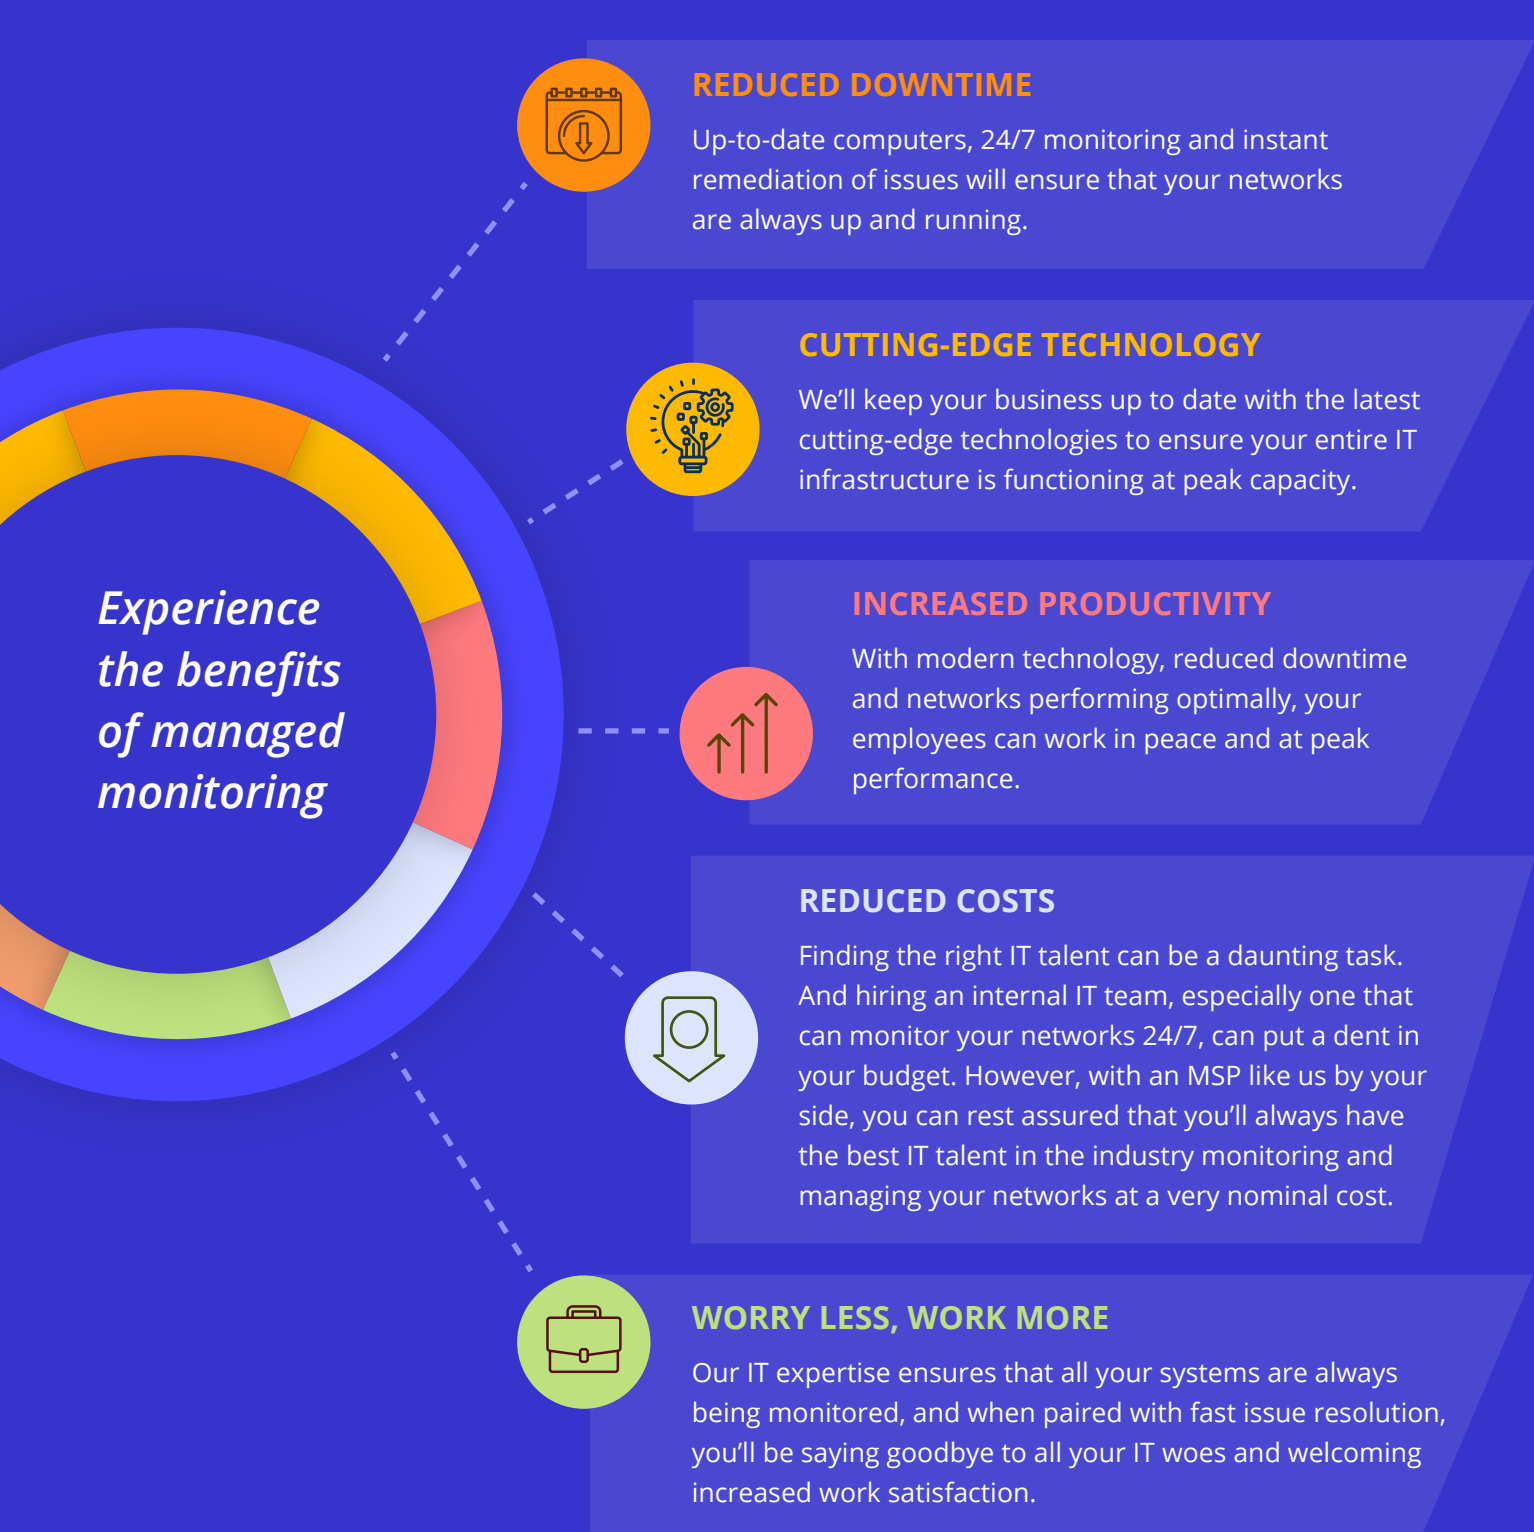 Experience
the benefits
of managed
monitoring
REDUCED DOWNTIME
Up-to-date computers, 24/7 monitoring and instant
remediation of issues will ensure that your networks
are always up and running.
CUTTING-EDGE TECHNOLOGY
We’ll keep your business up to date with the latest
cutting-edge technologies to ensure your entire IT
infrastructure is functioning at peak capacity.
INCREASED PRODUCTIVITY
With modern technology, reduced downtime
and networks performing optimally, your
employees can work in peace and at peak
performance.
REDUCED COSTS
Finding the right IT talent can be a daunting task.
And hiring an internal IT team, especially one that
can monitor your networks 24/7, can put a dent in
your budget. However, with an MSP like us by your
side, you can rest assured that you’ll always have
the best IT talent in the industry monitoring and
managing your networks at a very nominal cost.
WORRY LESS, WORK MORE
Our IT expertise ensures that all your systems are always
being monitored, and when paired with fast issue resolution,
you’ll be saying goodbye to all your IT woes and welcoming
increased work satisfaction.